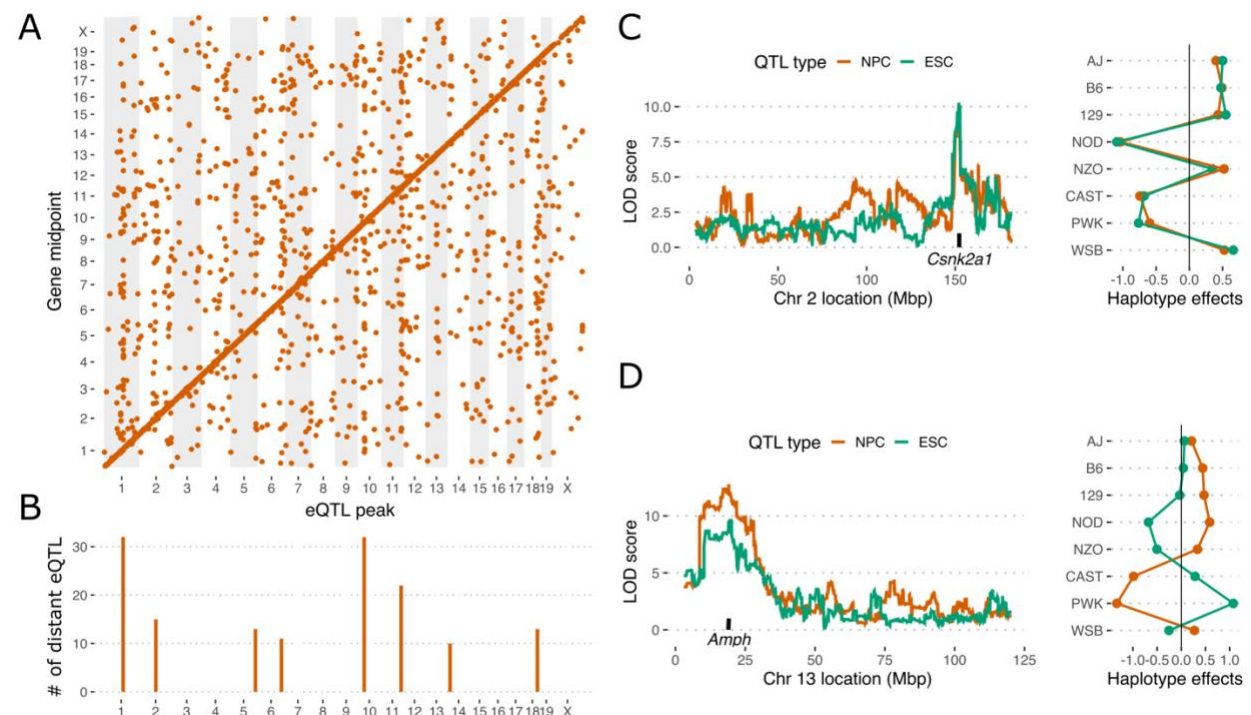 A
X
19
18
17
16
15
14
13
12
11
10
9
8
7
6
5
4
3
2
1
Gene midpoint
1 2 3 4 5 6 7 8 9 10 11 12 13 14 15 16 17 18 19 X
eQTL peak
B
# of distant eQTL
30
20
10
0
1 2 3 4 5 6 7 8 9 10 11 12 13 14 15 16 17 18 19 X
C
QTL type NPC ESC
LOD score
10.0
7.5
5.0
2.5
0.0
Csnk2a1
0 50 100 150
Chr 2 location (Mbp)
AJ
B6
129
NOD
NZO
CAST
PWK
WSB
-1.0 -0.5 0.0 0.5
Haplotype effects
D
QTL type NPC ESC
LOD score
10
5
0
Amph
0 25 50 75 100 125
Chr 13 location (Mbp)
AJ
B6
129
NOD
NZO
CAST
PWK
WSB
-1.0 -0.5 0.0 0.5 1.0
Haplotype effects